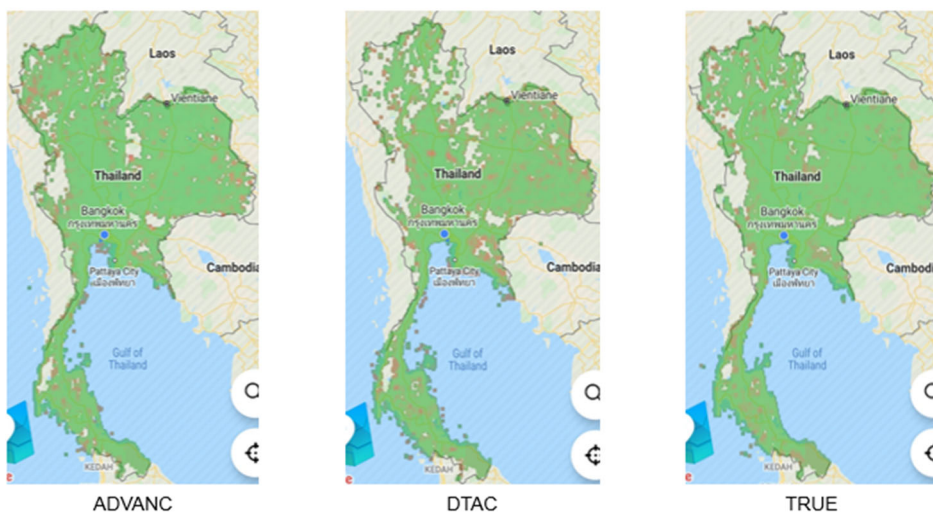 Laos
Vientiane
Thailand
Bangkok
กรุงเทพมหานคร
Pattaya City
เมืองพัทยา
Cambodia
Gulf of
Thailand
KEDAH
e
ADVANC
Laos
Vientiane
Thailand
Bangkok
กรุงเทพมหานคร
Pattaya City
เมืองพัทยา
Cambodia
Gulf of
Thailand
KEDAH
e
DTAC
Laos
Vientiane
Thailand
Bangkok
กรุงเทพมหานคร
Pattaya City
เมืองพัทยา
Cambodia
Gulf of
Thailand
KEDAH
e
TRUE